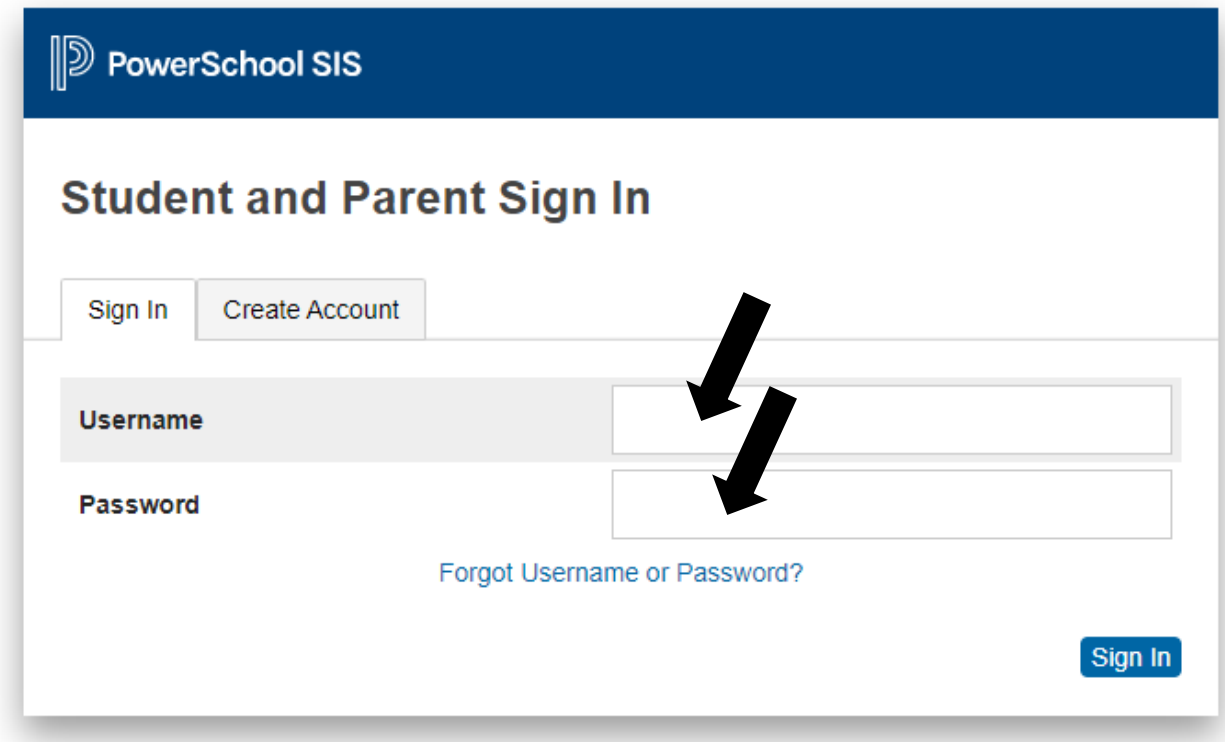 PowerSchool SIS
Student and Parent Sign In
Sign In
Create Account
Username
Password
Forgot Username or Password?
Sign In